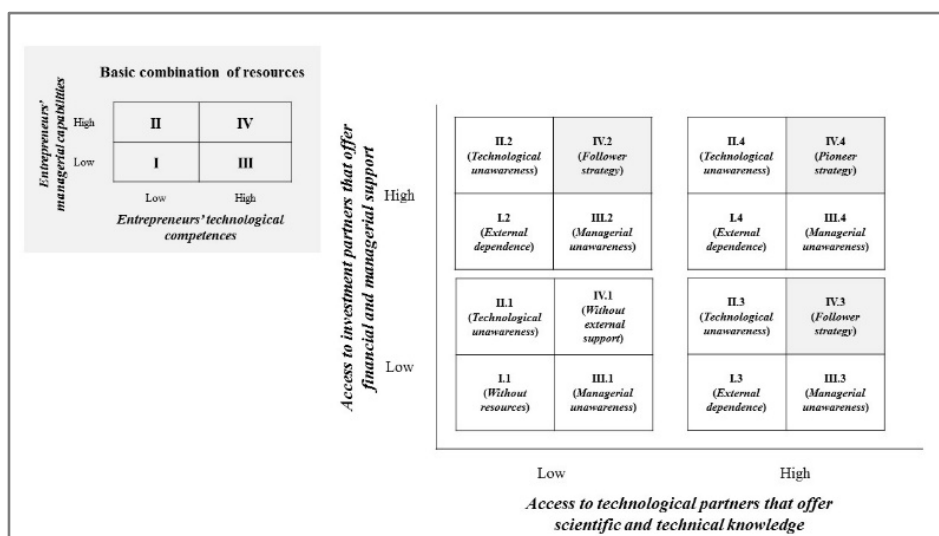 Basic combination of resources
Entrepreneurs'
managerial capabilities
High
II
IV
Low
I
III
Low
High
Entrepreneurs' technological
competences
Access to investment partners that offer
financial and managerial support
High
II.2
(Technological
unawareness)
IV.2
(Follower
strategy)
I.2
(External
dependence)
III.2
(Managerial
unawareness)
II.4
(Technological
unawareness)
IV.4
(Pioneer
strategy)
I.4
(External
dependence)
III.4
(Managerial
unawareness)
Low
II.1
(Technological
unawareness)
IV.1
(Without
external
support)
I.1
(Without
resources)
III.1
(Managerial
unawareness)
II.3
(Technological
unawareness)
IV.3
(Follower
strategy)
I.3
(External
dependence)
III.3
(Managerial
unawareness)
Low
High
Access to technological partners that offer
scientific and technical knowledge